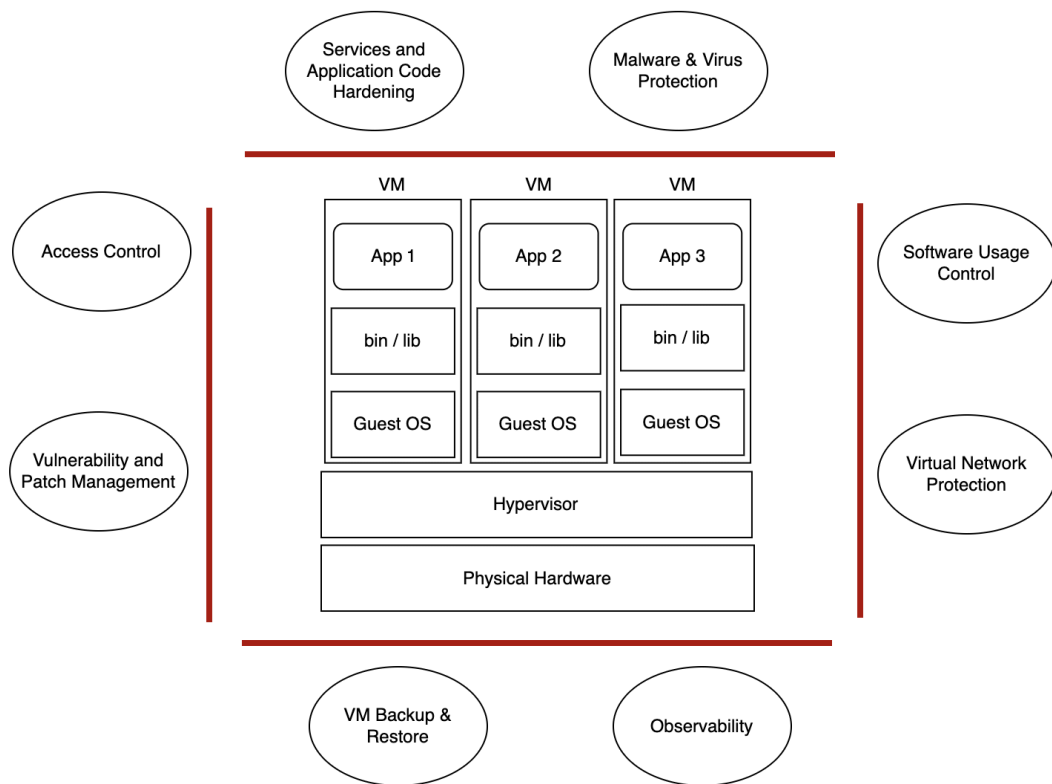 Services and
Application Code
Hardening
Malware & Virus
Protection
VM
VM
VM
Access Control
App 1
App 2
App 3
Software Usage
Control
bin / lib
bin / lib
bin / lib
Guest OS
Guest OS
Guest OS
Vulnerability and
Patch Management
Virtual Network
Protection
Hypervisor
Physical Hardware
VM Backup &
Restore
Observability